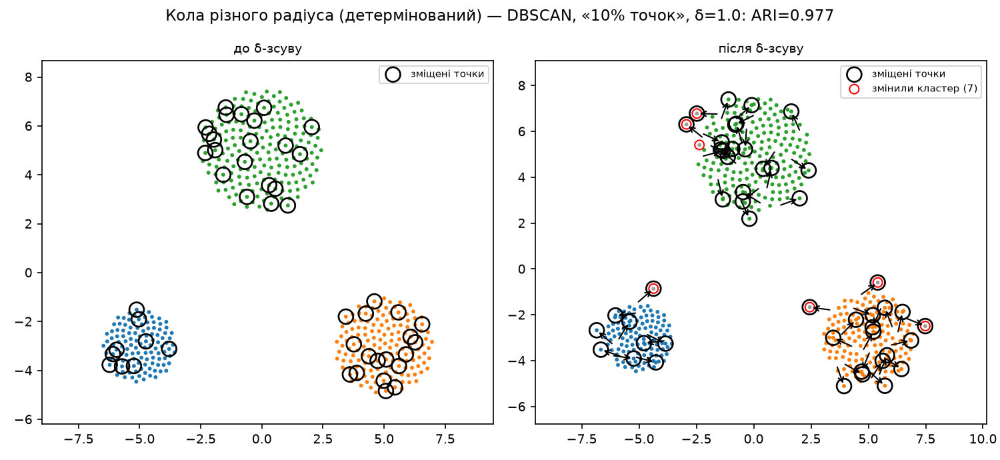 Кола різного радіуса (детермінований) — DBSCAN, «10% точок», δ=1.0: ARI=0.977
до δ-зсуву
після δ-зсуву
зміщені точки
зміщені точки
змінили кластер (7)
8
6
4
2
0
−2
−4
−6
−7.5 −5.0 −2.5 0.0 2.5 5.0 7.5
8
6
4
2
0
−2
−4
−6
−7.5 −5.0 −2.5 0.0 2.5 5.0 7.5 10.0